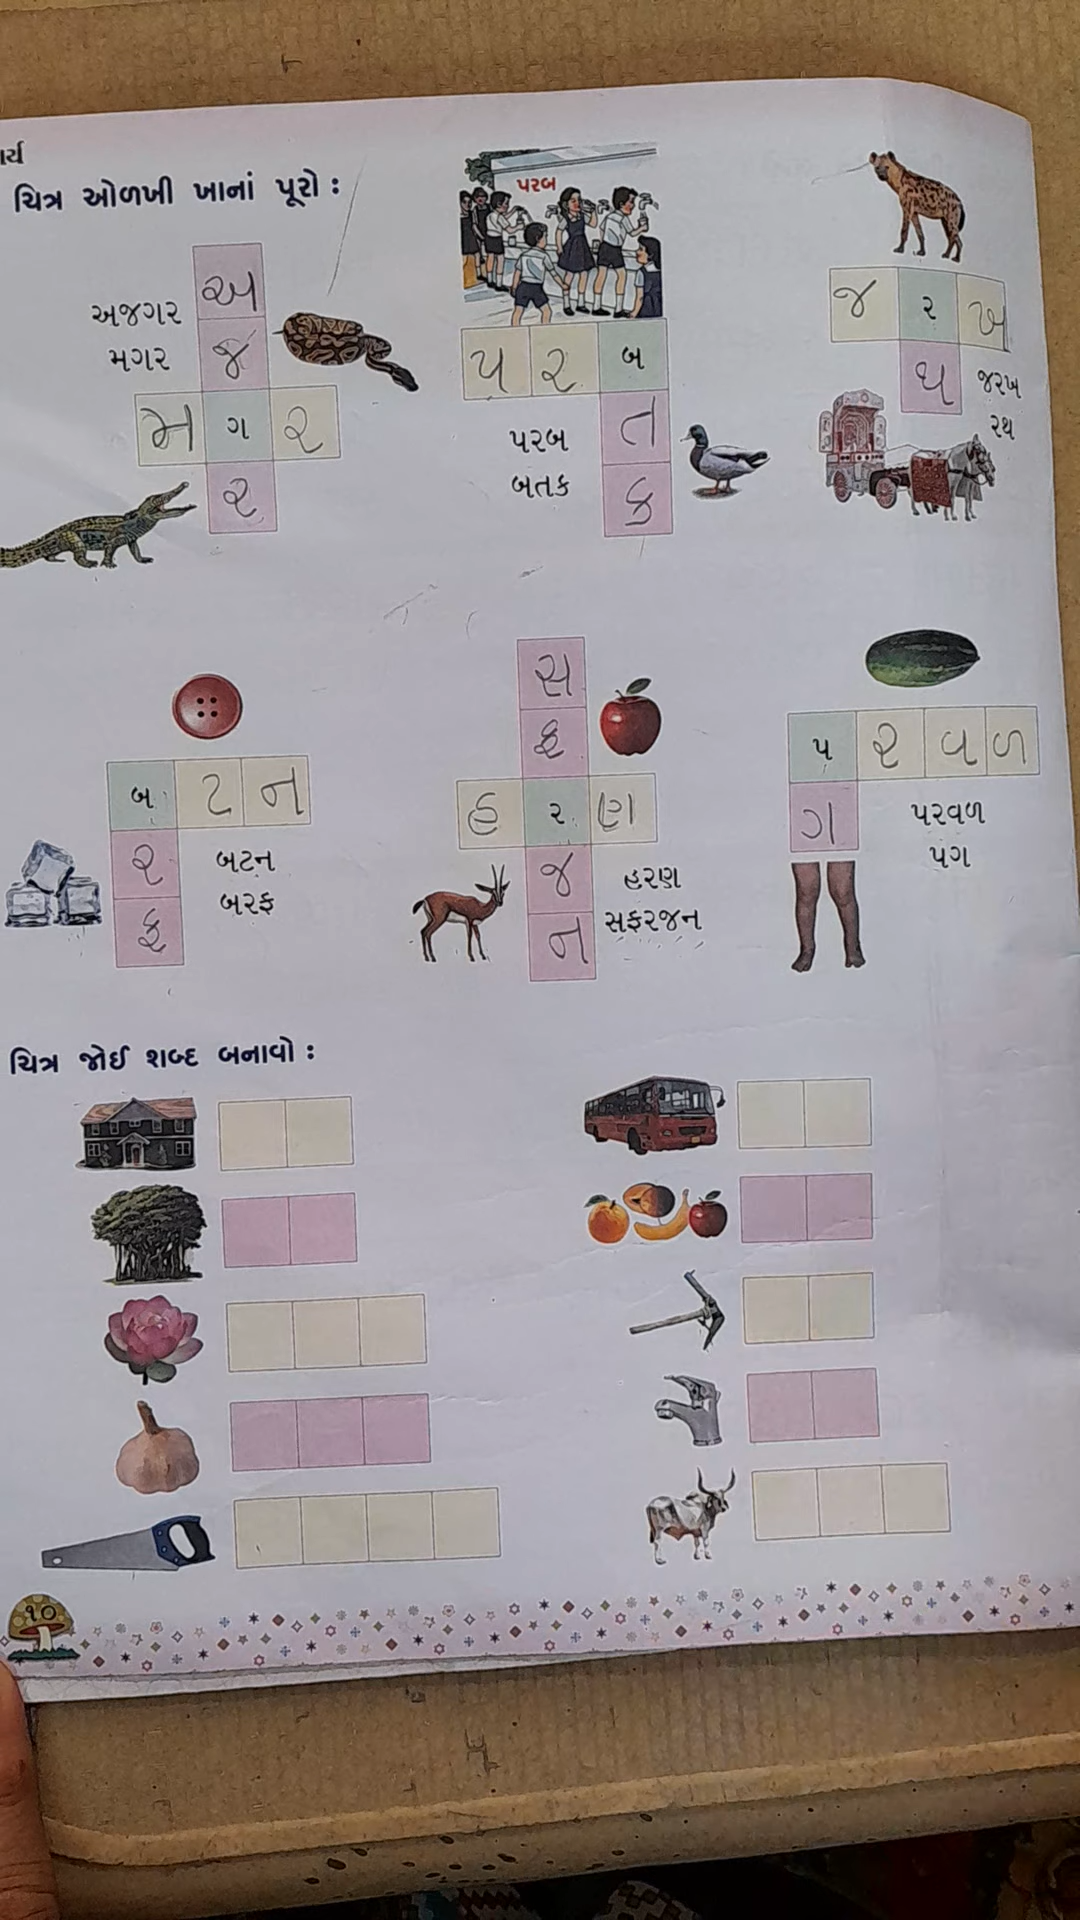 ર્ય
ચિત્ર ઓળખી ખાનાં પૂરો :
અ
અજગર
જ
મગર
મ ગ ર
ર
પરબ
પ ર બ
ત
પરબ
બતક
ક
જ ર ખ
થ
જરખ
રથ
બ ટ ન
ર
બટન
બરફ
ફ
સ
ફ
હ ર ણ
જ
હરણ
સફરજન
ન
પ ર વ ળ
ગ
પરવળ
પગ
ચિત્ર જોઈ શબ્દ બનાવો :
૧૦